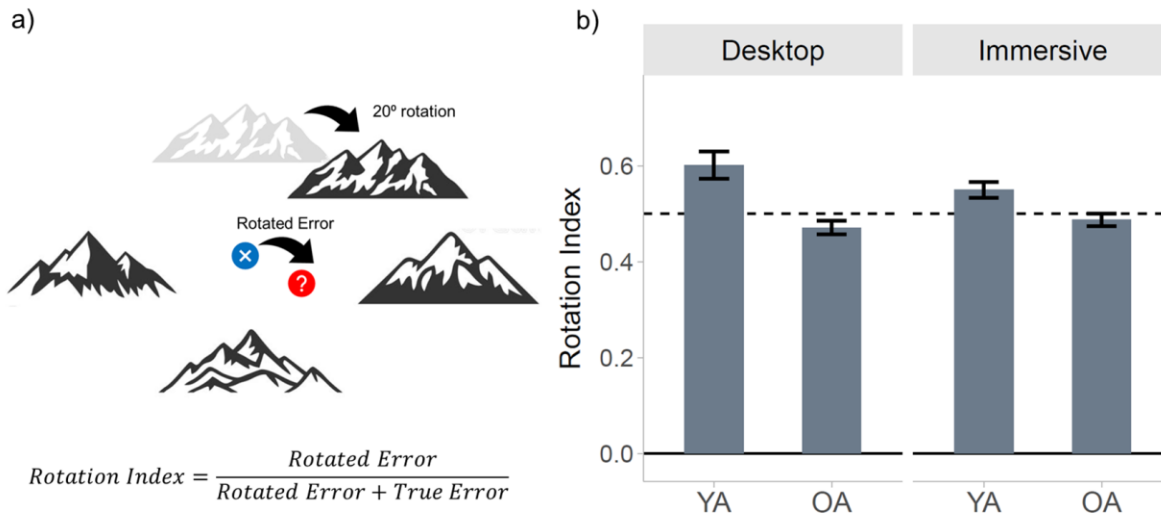 a)
20º rotation
Rotated Error
×
?
Rotation Index = Rotated Error / Rotated Error + True Error
b)
Desktop
Immersive
Rotation Index
0.6
0.4
0.2
0.0
YA
OA
YA
OA